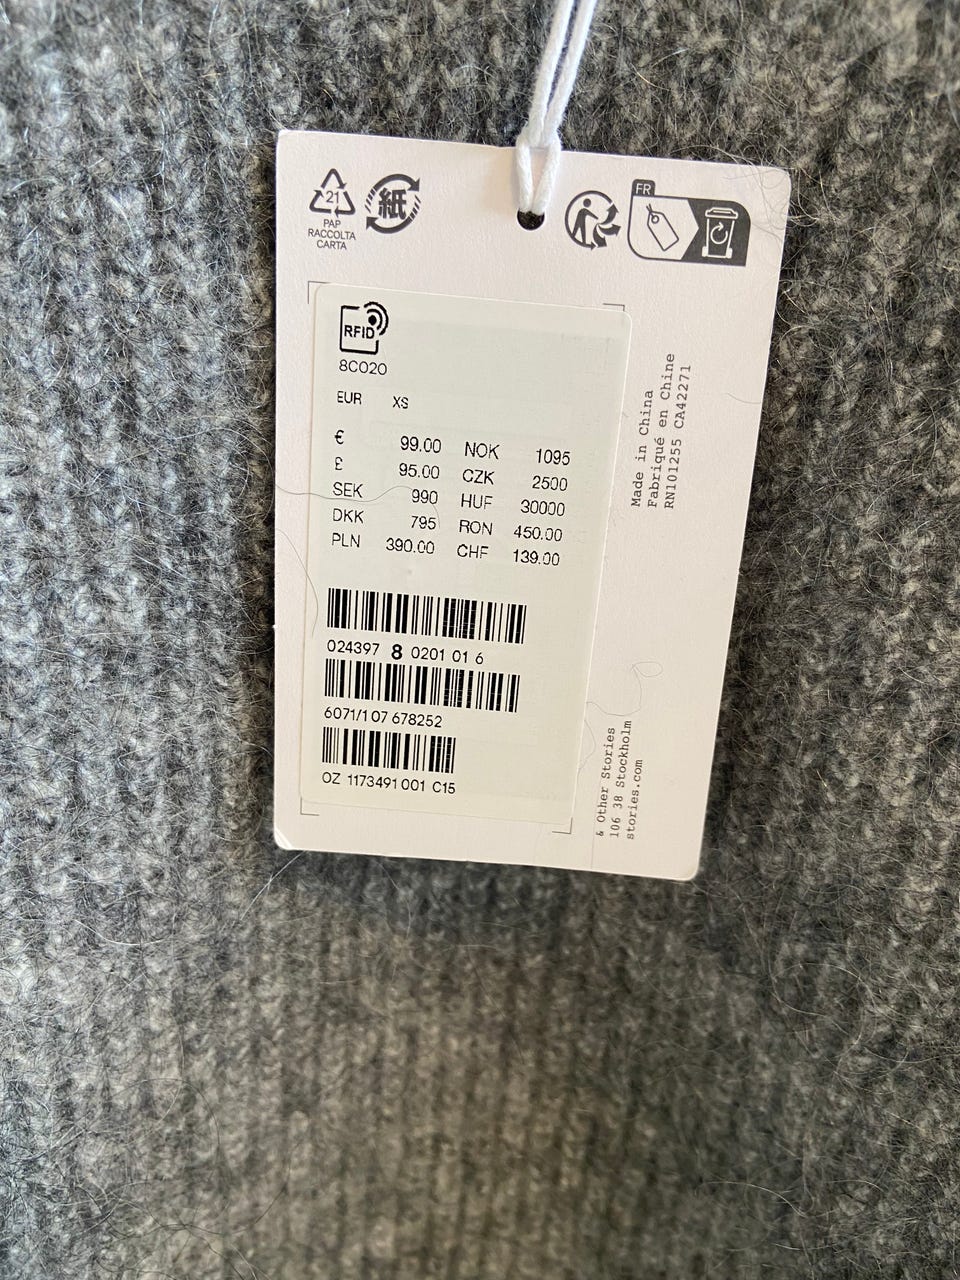 21
PAP
RACCOLTA
CARTA
紙
FR
RFID
8C020
EUR XS
€ 99.00 NOK 1095
£ 95.00 CZK 2500
SEK 990 HUF 30000
DKK 795 RON 450.00
PLN 390.00 CHF 139.00
024397 8 0201 01 6
6071/1 07 678252
OZ 1173491 001 C15
Made in China
Fabriqué en Chine
RN101255 CA42271
& Other Stories
106 38 Stockholm
stories.com